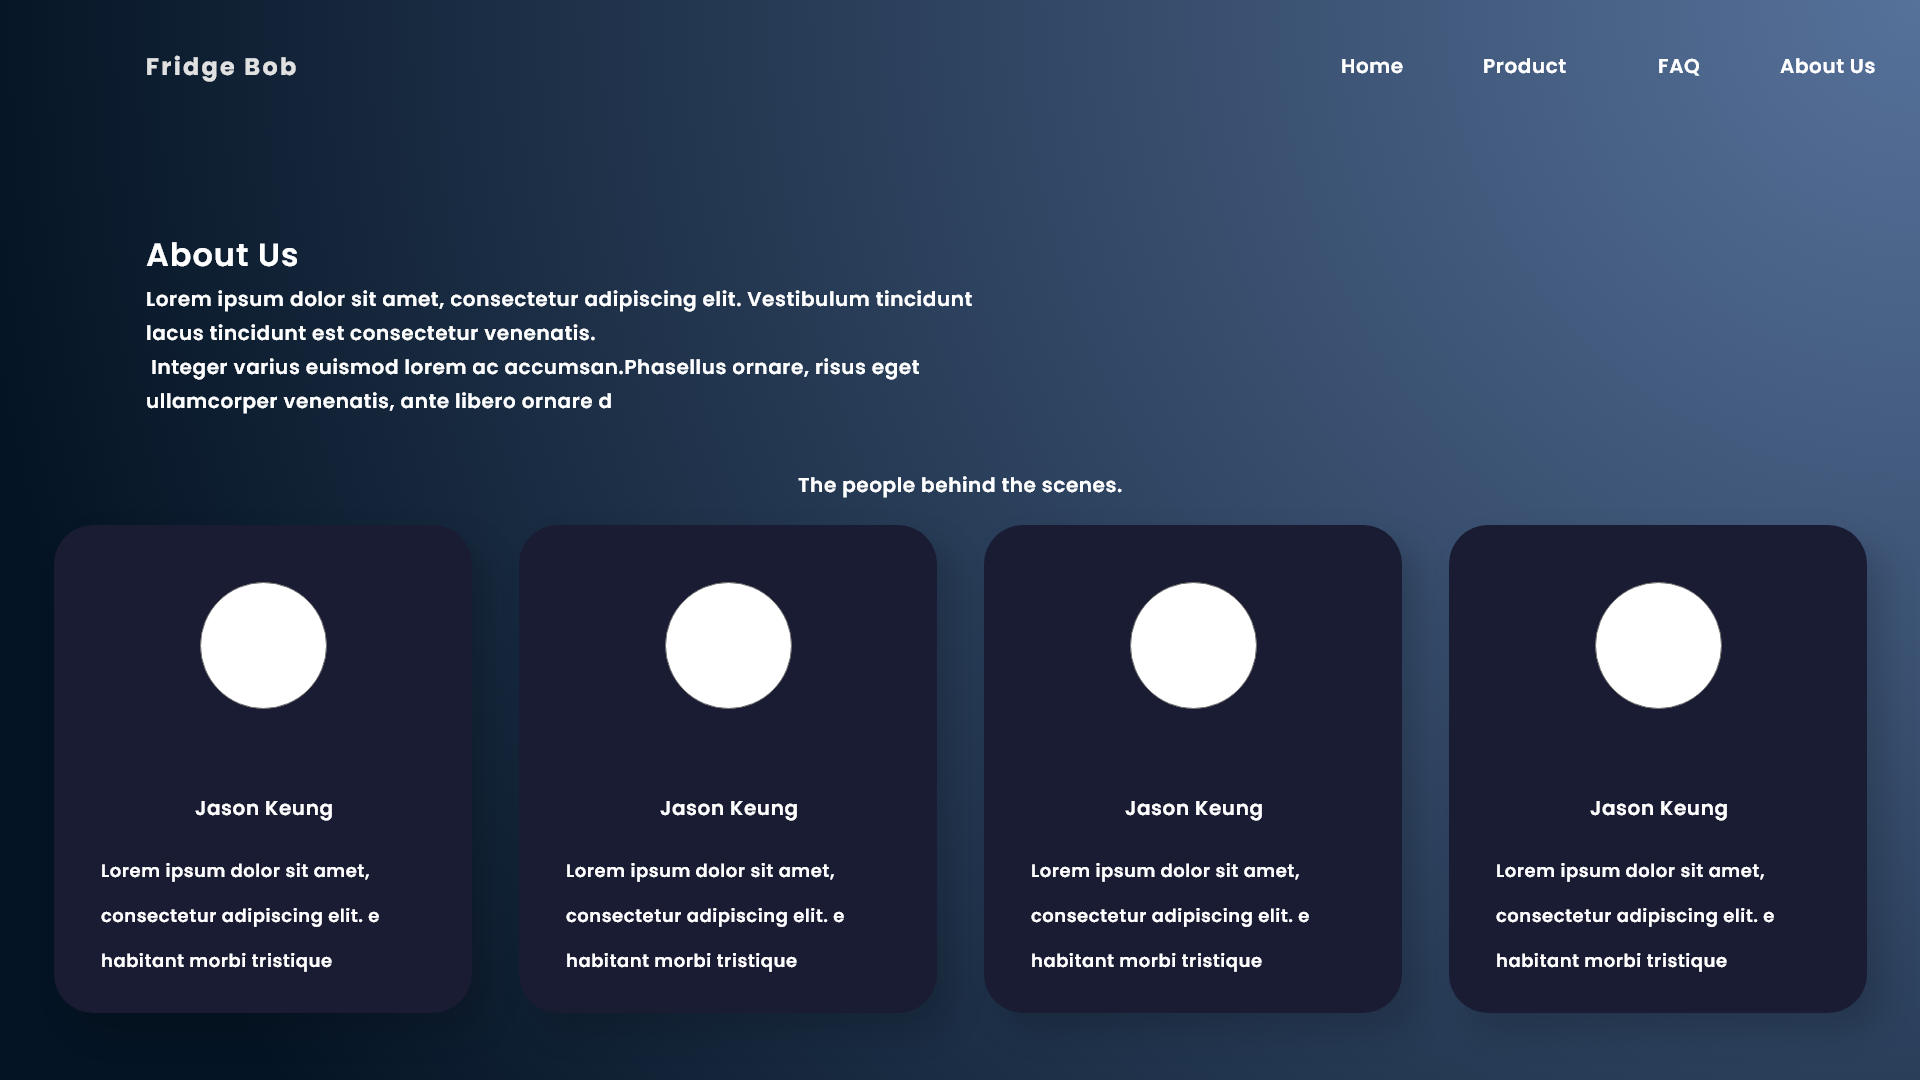 Fridge Bob
Home Product FAQ About Us
About Us
Lorem ipsum dolor sit amet, consectetur adipiscing elit. Vestibulum tincidunt
lacus tincidunt est consectetur venenatis.
Integer varius euismod lorem ac accumsan.Phasellus ornare, risus eget
ullamcorper venenatis, ante libero ornare d
The people behind the scenes.
Jason Keung
Lorem ipsum dolor sit amet,
consectetur adipiscing elit. e
habitant morbi tristique
Jason Keung
Lorem ipsum dolor sit amet,
consectetur adipiscing elit. e
habitant morbi tristique
Jason Keung
Lorem ipsum dolor sit amet,
consectetur adipiscing elit. e
habitant morbi tristique
Jason Keung
Lorem ipsum dolor sit amet,
consectetur adipiscing elit. e
habitant morbi tristique